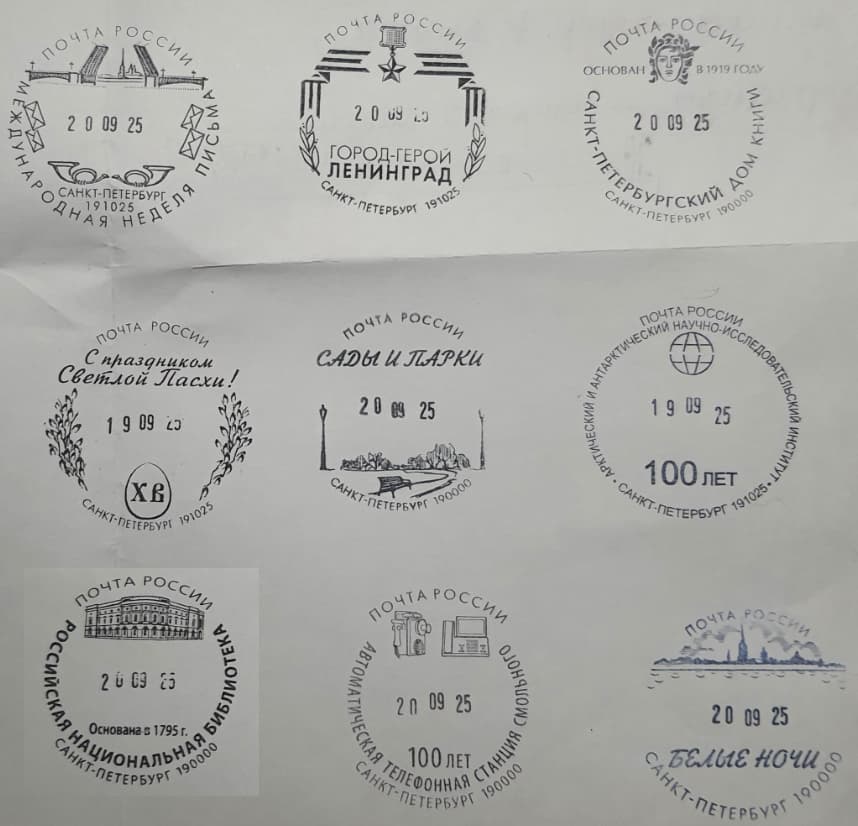 ПОЧТА РОССИИ
20 09 25
САНКТ-ПЕТЕРБУРГ
191025
МЕЖДУНАРОДНАЯ НЕДЕЛЯ ПИСЬМА
ПОЧТА РОССИИ
20 09 25
ГОРОД-ГЕРОЙ
ЛЕНИНГРАД
САНКТ-ПЕТЕРБУРГ 191025
ПОЧТА РОССИИ
ОСНОВАН В 1919 ГОДУ
20 09 25
САНКТ-ПЕТЕРБУРГСКИЙ ДОМ КНИГИ
САНКТ-ПЕТЕРБУРГ 190000
ПОЧТА РОССИИ
С праздником
Светлой Пасхи!
19 09 25
ХВ
САНКТ-ПЕТЕРБУРГ 191025
ПОЧТА РОССИИ
САДЫ И ПАРКИ
20 09 25
САНКТ-ПЕТЕРБУРГ 190000
ПОЧТА РОССИИ
АРКТИЧЕСКИЙ И АНТАРКТИЧЕСКИЙ НАУЧНО-ИССЛЕДОВАТЕЛЬСКИЙ ИНСТИТУТ
19 09 25
100 ЛЕТ
• САНКТ-ПЕТЕРБУРГ 191025 •
ПОЧТА РОССИИ
20 09 25
Основана в 1795 г.
РОССИЙСКАЯ НАЦИОНАЛЬНАЯ БИБЛИОТЕКА
САНКТ-ПЕТЕРБУРГ 190000
ПОЧТА РОССИИ
20 09 25
100 ЛЕТ
АВТОМАТИЧЕСКАЯ ТЕЛЕФОННАЯ СТАНЦИЯ СМОЛЬНОГО
САНКТ-ПЕТЕРБУРГ 190000
ПОЧТА РОССИИ
20 09 25
БЕЛЫЕ НОЧИ
САНКТ-ПЕТЕРБУРГ 190000